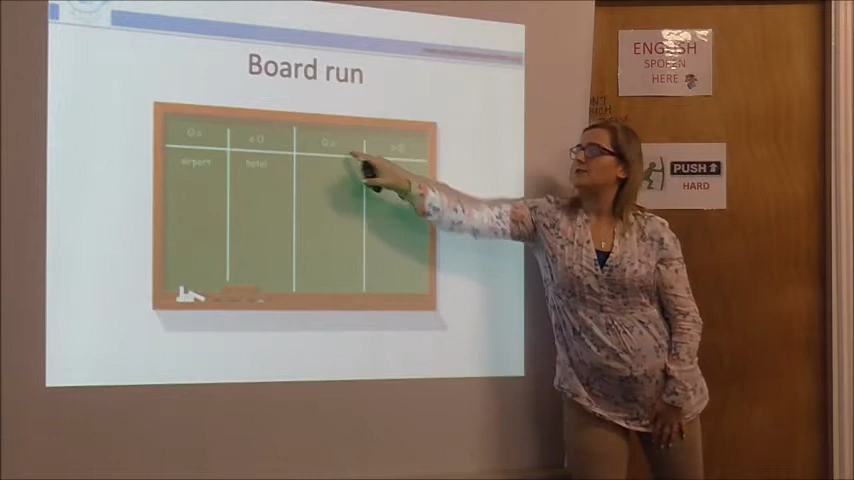 Board run
airport
hotel
ENGLISH
SPOKEN
HERE
PUSH
HARD